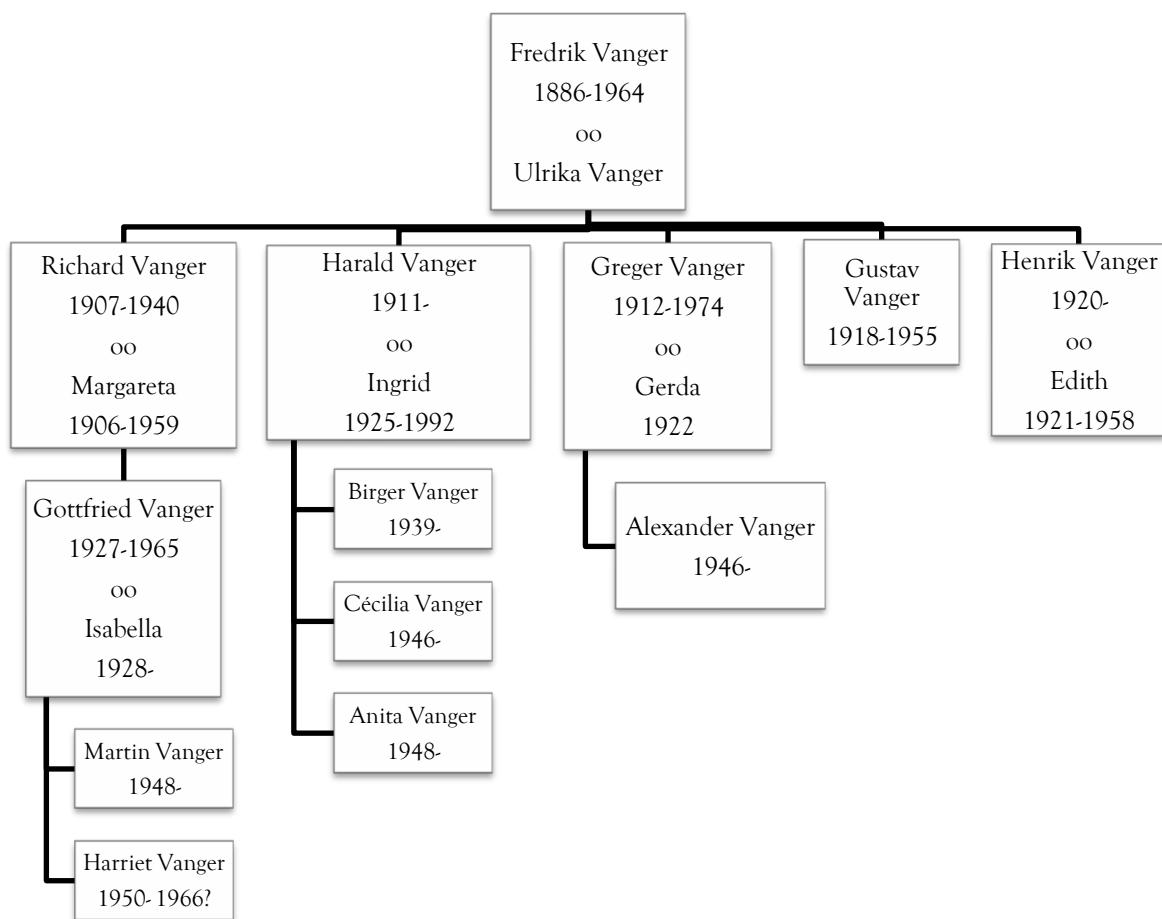 Fredrik Vanger
1886-1964
oo
Ulrika Vanger
Richard Vanger
1907-1940
oo
Margareta
1906-1959
Harald Vanger
1911-
oo
Ingrid
1925-1992
Greger Vanger
1912-1974
oo
Gerda
1922
Gustav
Vanger
1918-1955
Henrik Vanger
1920-
oo
Edith
1921-1958
Gottfried Vanger
1927-1965
oo
Isabella
1928-
Birger Vanger
1939-
Cécilia Vanger
1946-
Anita Vanger
1948-
Alexander Vanger
1946-
Martin Vanger
1948-
Harriet Vanger
1950- 1966?